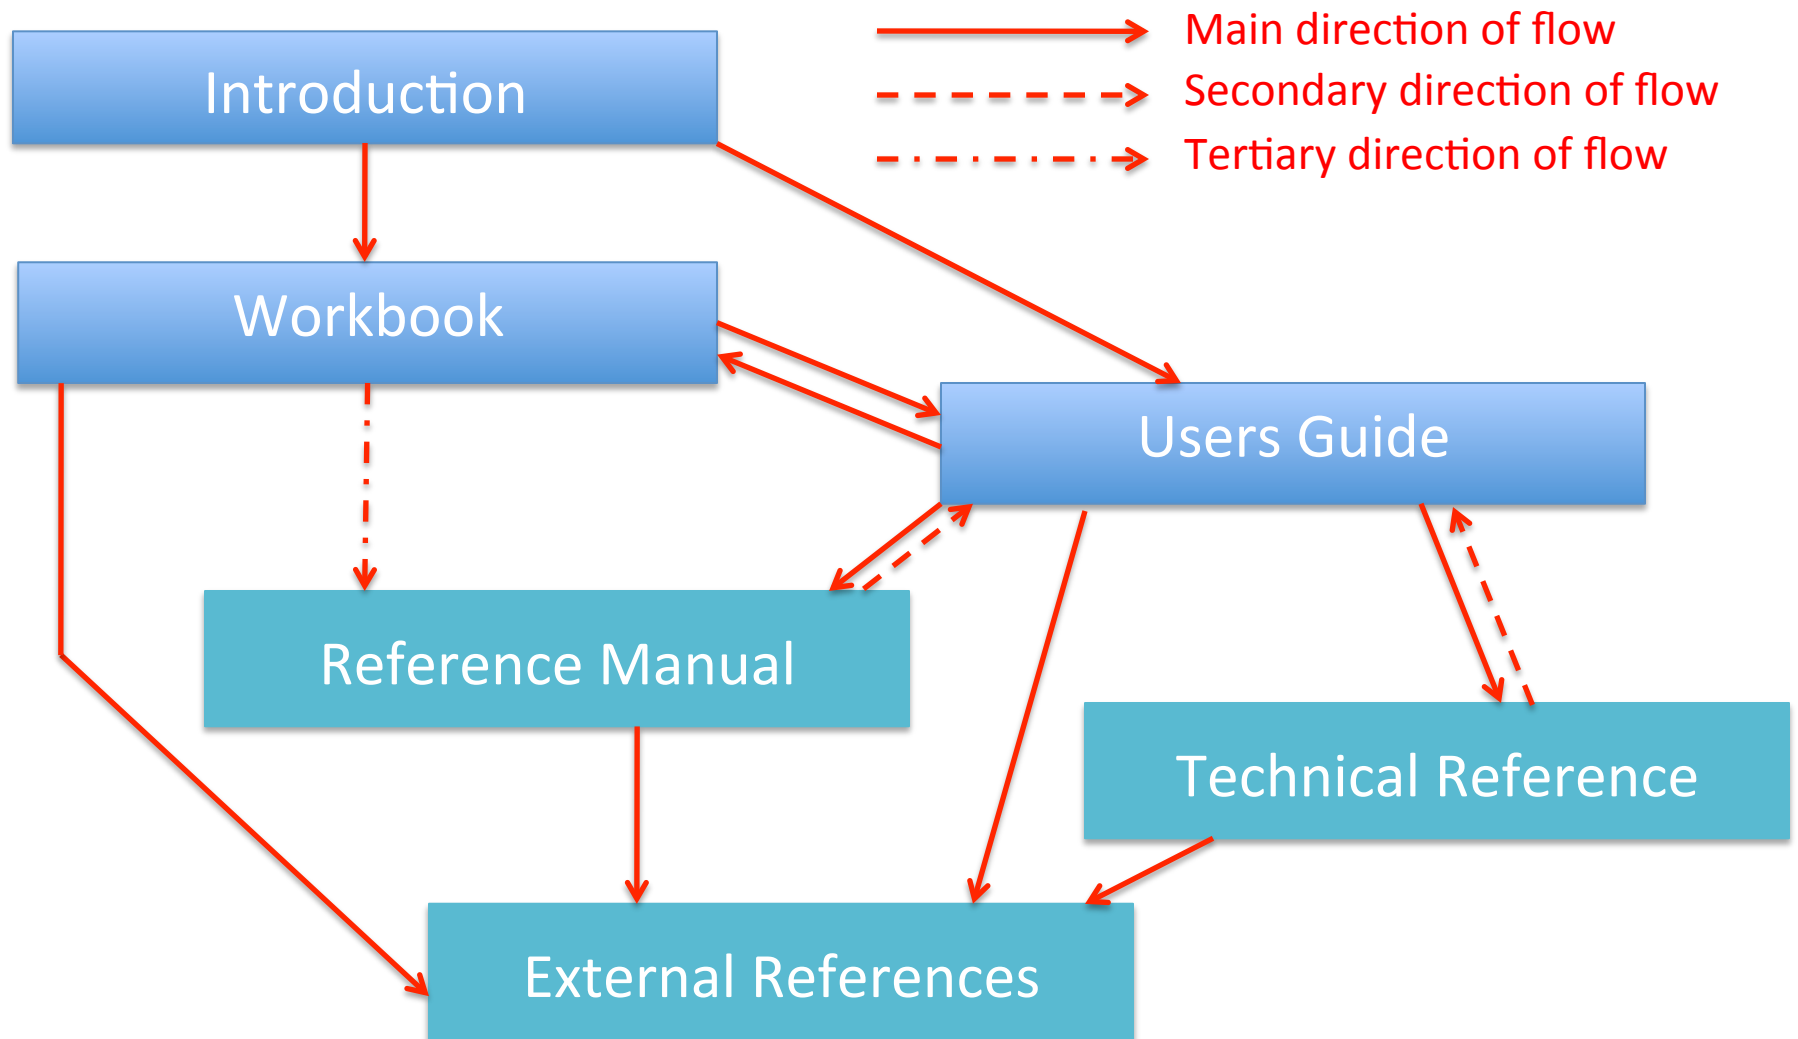 Main direction of flow
Secondary direction of flow
Tertiary direction of flow
Introduction
Workbook
Users Guide
Reference Manual
Technical Reference
External References